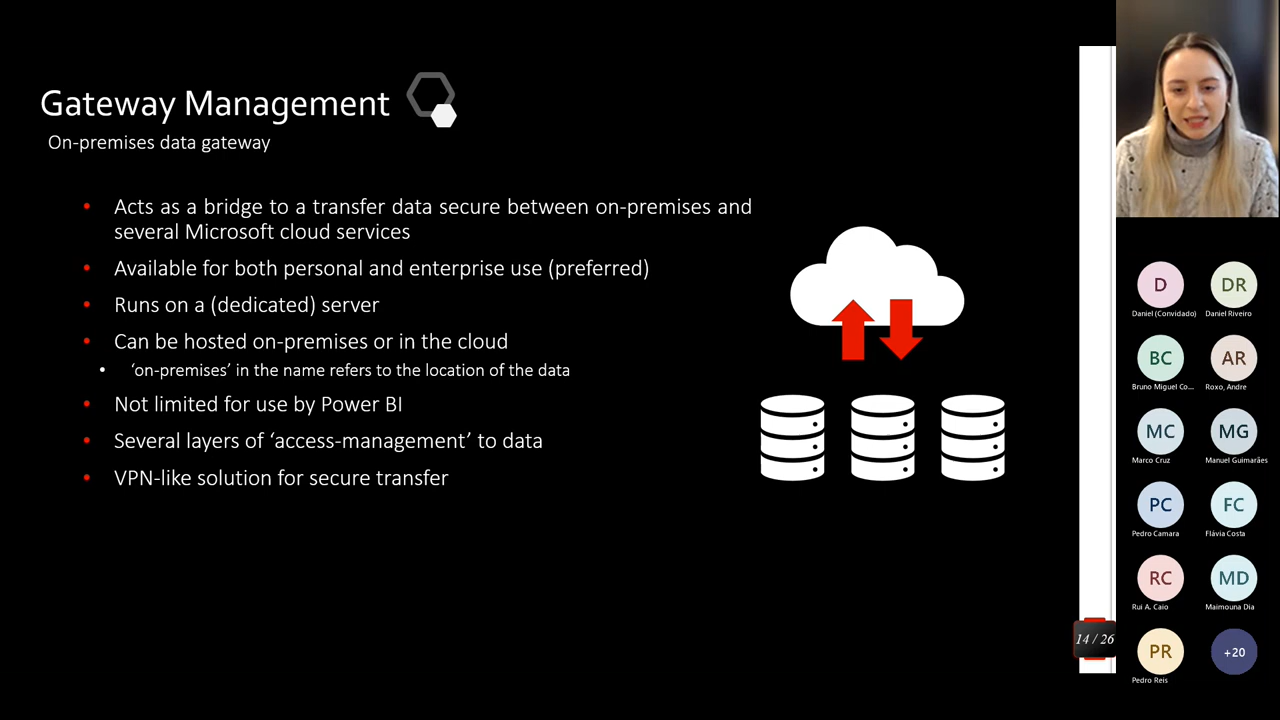 Gateway Management
On-premises data gateway
• Acts as a bridge to a transfer data secure between on-premises and
several Microsoft cloud services
• Available for both personal and enterprise use (preferred)
• Runs on a (dedicated) server
• Can be hosted on-premises or in the cloud
• ‘on-premises’ in the name refers to the location of the data
• Not limited for use by Power BI
• Several layers of ‘access-management’ to data
• VPN-like solution for secure transfer
14 / 26
D DR
Daniel (Convidado) Daniel Riveiro
BC AR
Bruno Miguel Co... Roxo, Andre
MC MG
Marco Cruz Manuel Guimarães
PC FC
Pedro Camara Flávia Costa
RC MD
Rui A. Caio Maimouna Dia
PR +20
Pedro Reis